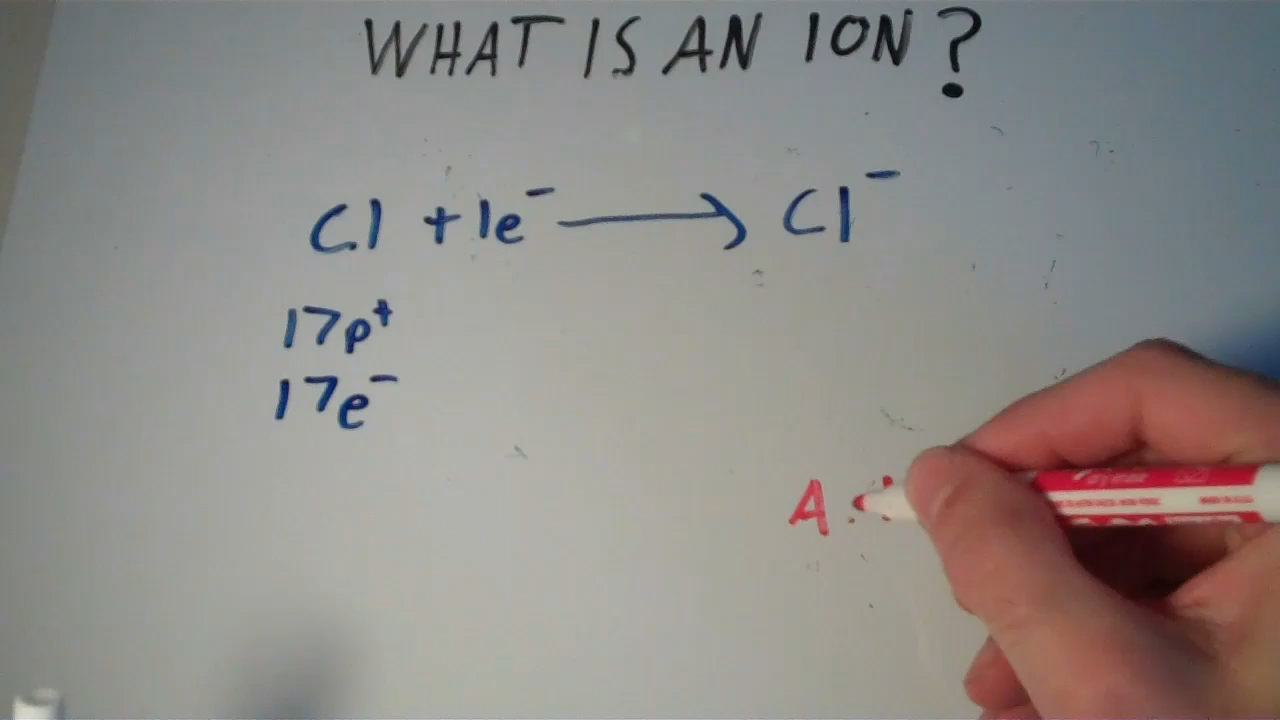 WHAT IS AN ION?
Cl + 1e⁻ ⟶ Cl⁻
17p⁺
17e⁻
A